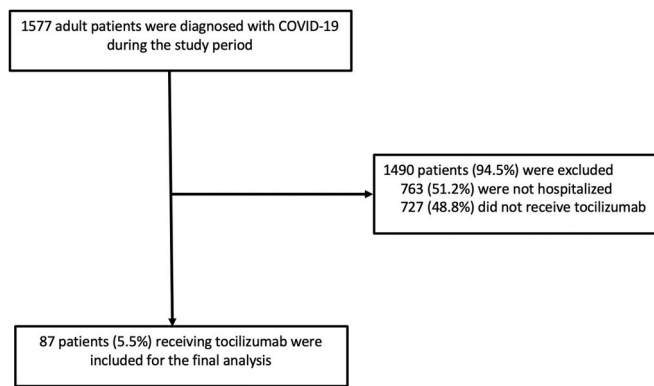 1577 adult patients were diagnosed with COVID-19
during the study period
1490 patients (94.5%) were excluded
763 (51.2%) were not hospitalized
727 (48.8%) did not receive tocilizumab
87 patients (5.5%) receiving tocilizumab were
included for the final analysis